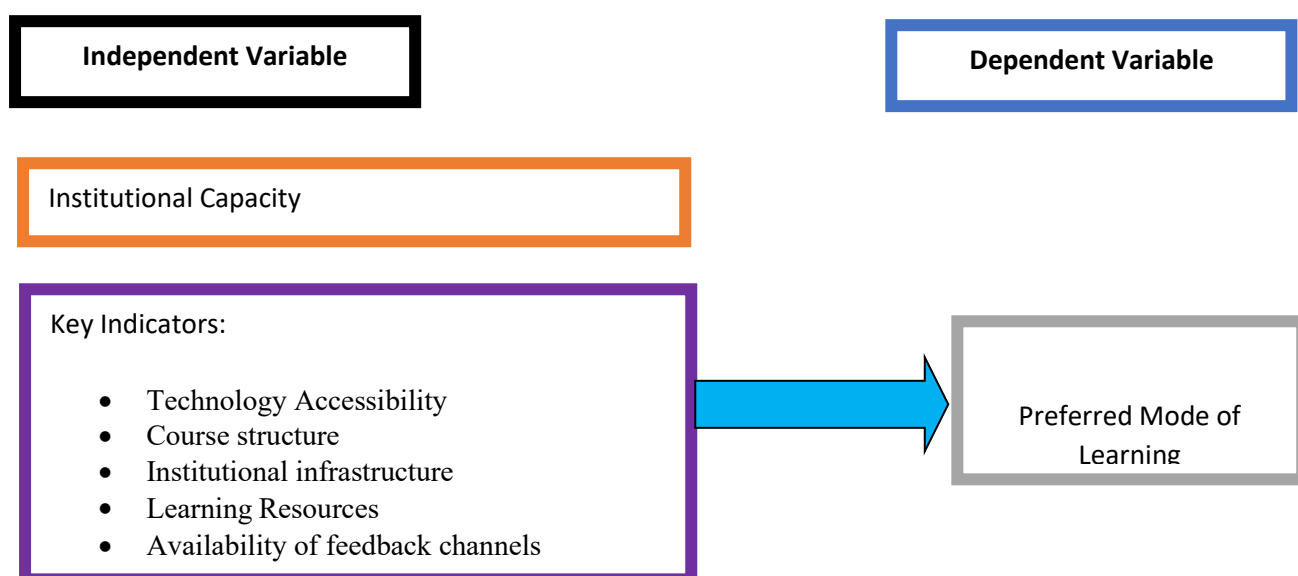 Independent Variable
Dependent Variable
Institutional Capacity
Key Indicators:
• Technology Accessibility
• Course structure
• Institutional infrastructure
• Learning Resources
• Availability of feedback channels
Preferred Mode of
Learning